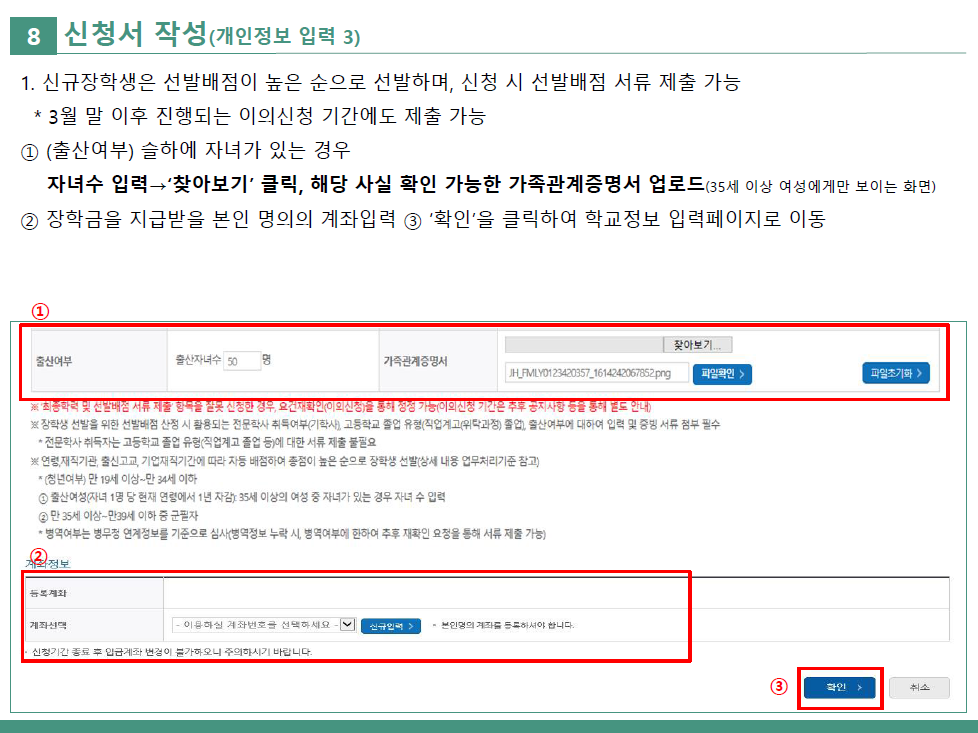 8 신청서 작성(개인정보 입력 3)
1. 신규장학생은 선발배점이 높은 순으로 선발하며, 신청 시 선발배점 서류 제출 가능
* 3월 말 이후 진행되는 이의신청 기간에도 제출 가능
① (출산여부) 슬하에 자녀가 있는 경우
자녀수 입력→‘찾아보기’ 클릭, 해당 사실 확인 가능한 가족관계증명서 업로드(35세 이상 여성에게만 보이는 화면)
② 장학금을 지급받을 본인 명의의 계좌입력 ③ ‘확인’을 클릭하여 학교정보 입력페이지로 이동
①
출산여부 출산자녀수 50 명 가족관계증명서 찾아보기...
JH_FMLY0123420357_1614242067852.png 파일확인 > 파일초기화 >
※ '최종학력 및 선발배점 서류 제출' 항목을 잘못 신청한 경우, 요건재확인(이의신청)을 통해 정정 가능(이의신청 기간은 추후 공지사항 등을 통해 별도 안내)
※ 장학생 선발을 위한 선발배점 산정 시 활용되는 전문학사 취득여부(기학사), 고등학교 졸업 유형(직업계고(위탁과정) 졸업), 출산여부에 대하여 입력 및 증빙 서류 첨부 필수
* 전문학사 취득자는 고등학교 졸업 유형(직업계고 졸업 등)에 대한 서류 제출 불필요
※ 연령,재직기관, 출신고교, 기업재직기간에 따라 자동 배점하여 총점이 높은 순으로 장학생 선발(상세 내용 업무처리기준 참고)
* (청년여부) 만 19세 이상~만 34세 이하
① 출산여성(자녀 1명 당 현재 연령에서 1년 차감): 35세 이상의 여성 중 자녀가 있는 경우 자녀 수 입력
② 만 35세 이상~만39세 이하 중 군필자
* 병역여부는 병무청 연계정보를 기준으로 심사(병역정보 누락 시, 병역여부에 한하여 추후 재확인 요청을 통해 서류 제출 가능)
②
계좌정보
등록계좌
계좌선택 - 이용하실 계좌번호를 선택하세요 - 신규입력 > - 본인명의 계좌를 등록하셔야 합니다.
- 신청기간 종료 후 입금계좌 변경이 불가하오니 주의하시기 바랍니다.
③ 확인 > 취소